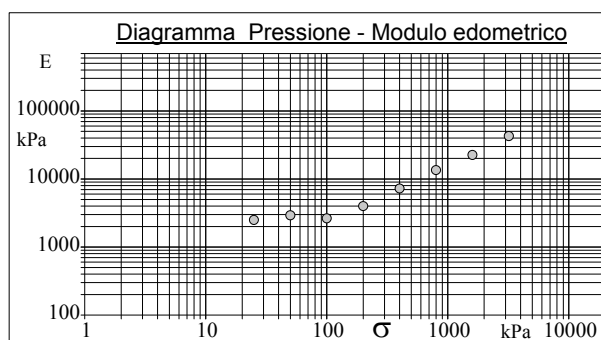 Diagramma Pressione - Modulo edometrico
E
100000
kPa
10000
1000
100
1 10 100 σ 1000 kPa 10000